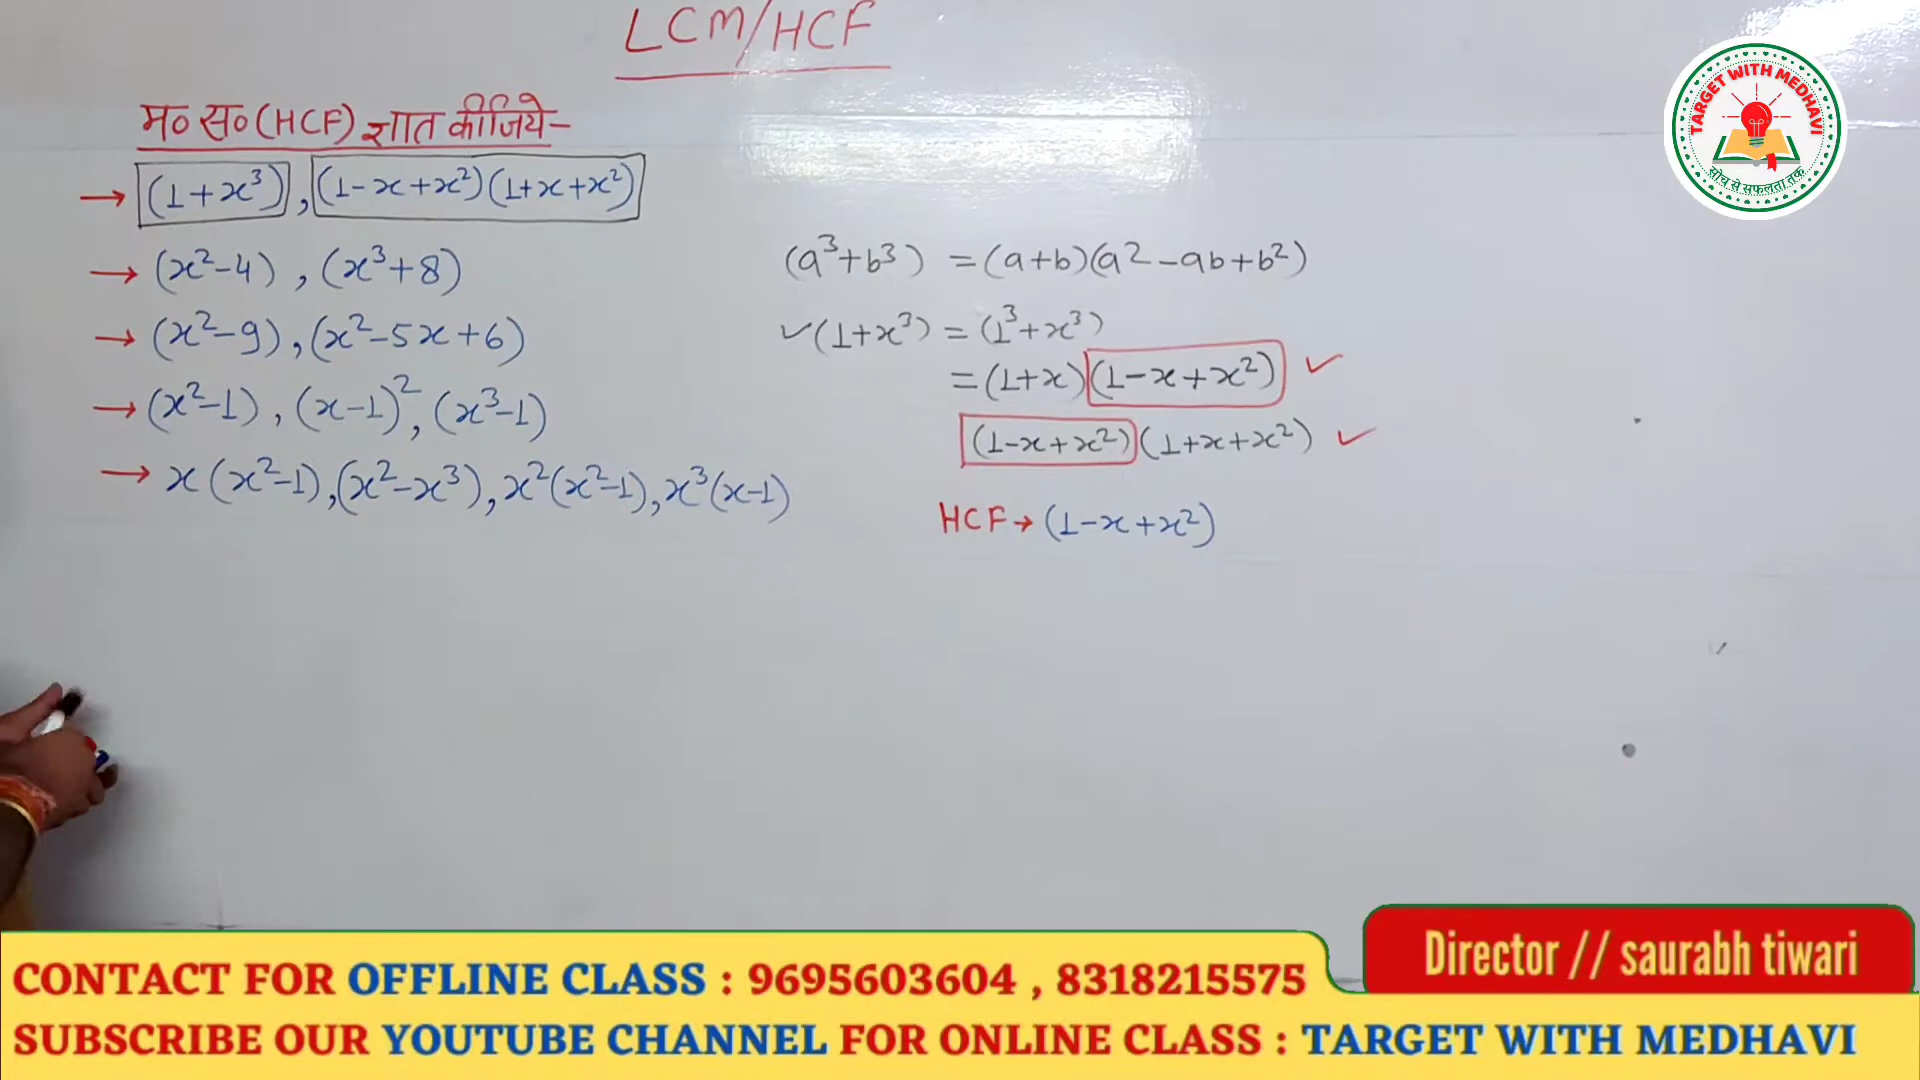 LCM/HCF
म० स० (HCF) ज्ञात कीजिये-
→ (1+x³), (1-x+x²)(1+x+x²)
→ (x²-4), (x³+8)
→ (x²-9), (x²-5x+6)
→ (x²-1), (x-1)², (x³-1)
→ x(x²-1), (x²-x³), x²(x²-1), x³(x-1)
(a³+b³) = (a+b)(a²-ab+b²)
✓(1+x³) = (1³+x³)
= (1+x)(1-x+x²) ✓
(1-x+x²)(1+x+x²) ✓
HCF → (1-x+x²)
TARGET WITH MEDHAVI
सोच से सफलता तक
Director // saurabh tiwari
CONTACT FOR OFFLINE CLASS : 9695603604 , 8318215575
SUBSCRIBE OUR YOUTUBE CHANNEL FOR ONLINE CLASS : TARGET WITH MEDHAVI